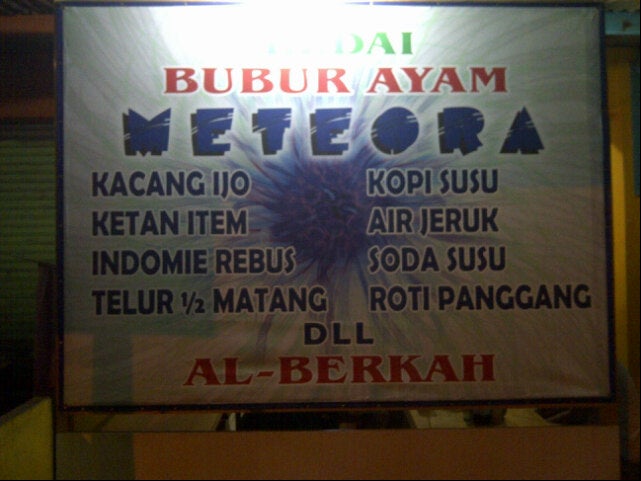 BUBUR AYAM
METEORA
KACANG IJO
KETAN ITEM
INDOMIE REBUS
TELUR ½ MATANG
KOPI SUSU
AIR JERUK
SODA SUSU
ROTI PANGGANG
DLL
AL-BERKAH